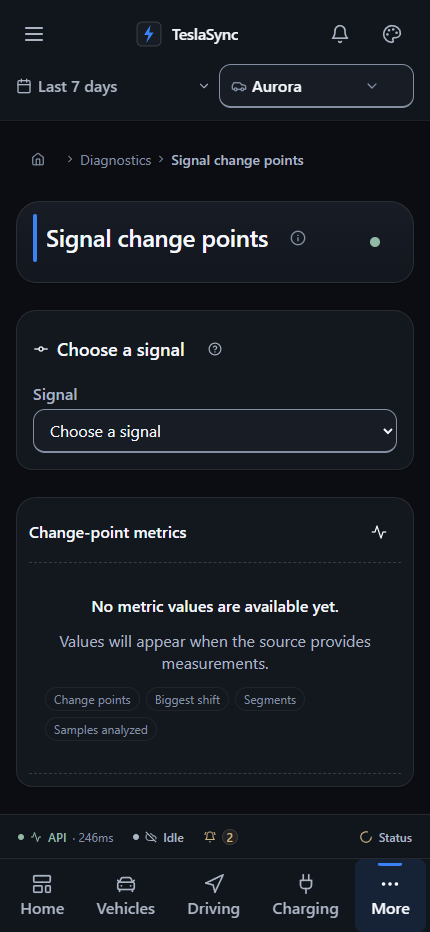 TeslaSync
Last 7 days
Aurora
Diagnostics
Signal change points
Signal change points
Choose a signal
Signal
Choose a signal
Change-point metrics
No metric values are available yet.
Values will appear when the source provides
measurements.
Change points
Biggest shift
Segments
Samples analyzed
API · 246ms
Idle
2
Status
Home
Vehicles
Driving
Charging
More